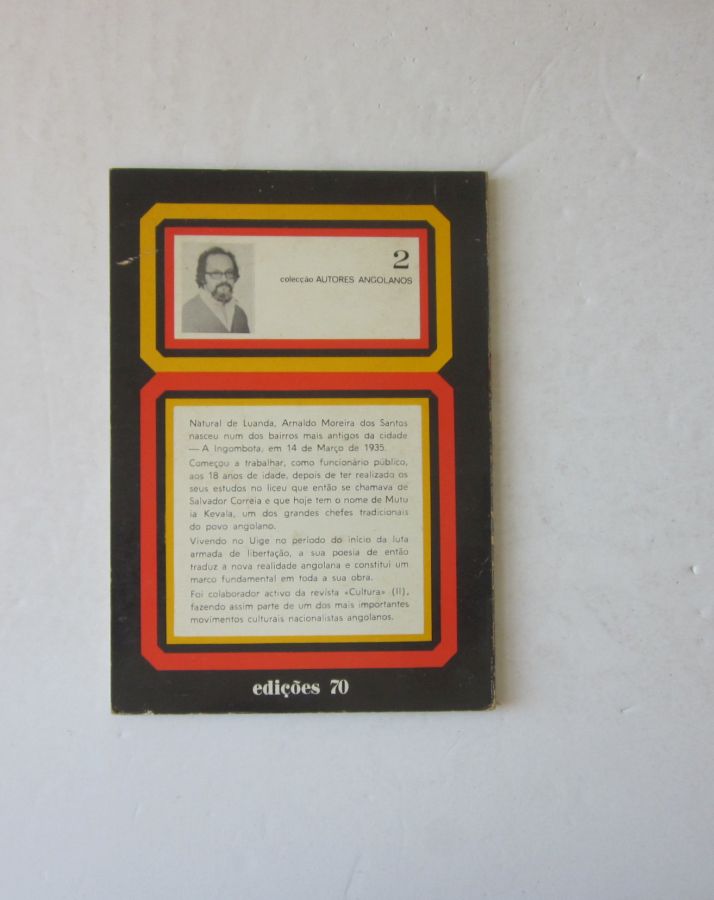 2
colecção AUTORES ANGOLANOS
Natural de Luanda, Arnaldo Moreira dos Santos
nasceu num dos bairros mais antigos da cidade
— A Ingombota, em 14 de Março de 1935.
Começou a trabalhar, como funcionário público,
aos 18 anos de idade, depois de ter realizado os
seus estudos no liceu que então se chamava de
Salvador Correia e que hoje tem o nome de Mutu
ia Kevala, um dos grandes chefes tradicionais
do povo angolano.
Vivendo no Uige no período do início da luta
armada de libertação, a sua poesia de então
traduz a nova realidade angolana e constitui um
marco fundamental em toda a sua obra.
Foi colaborador activo da revista «Cultura» (II),
fazendo assim parte de um dos mais importantes
movimentos culturais nacionalistas angolanos.
edições 70